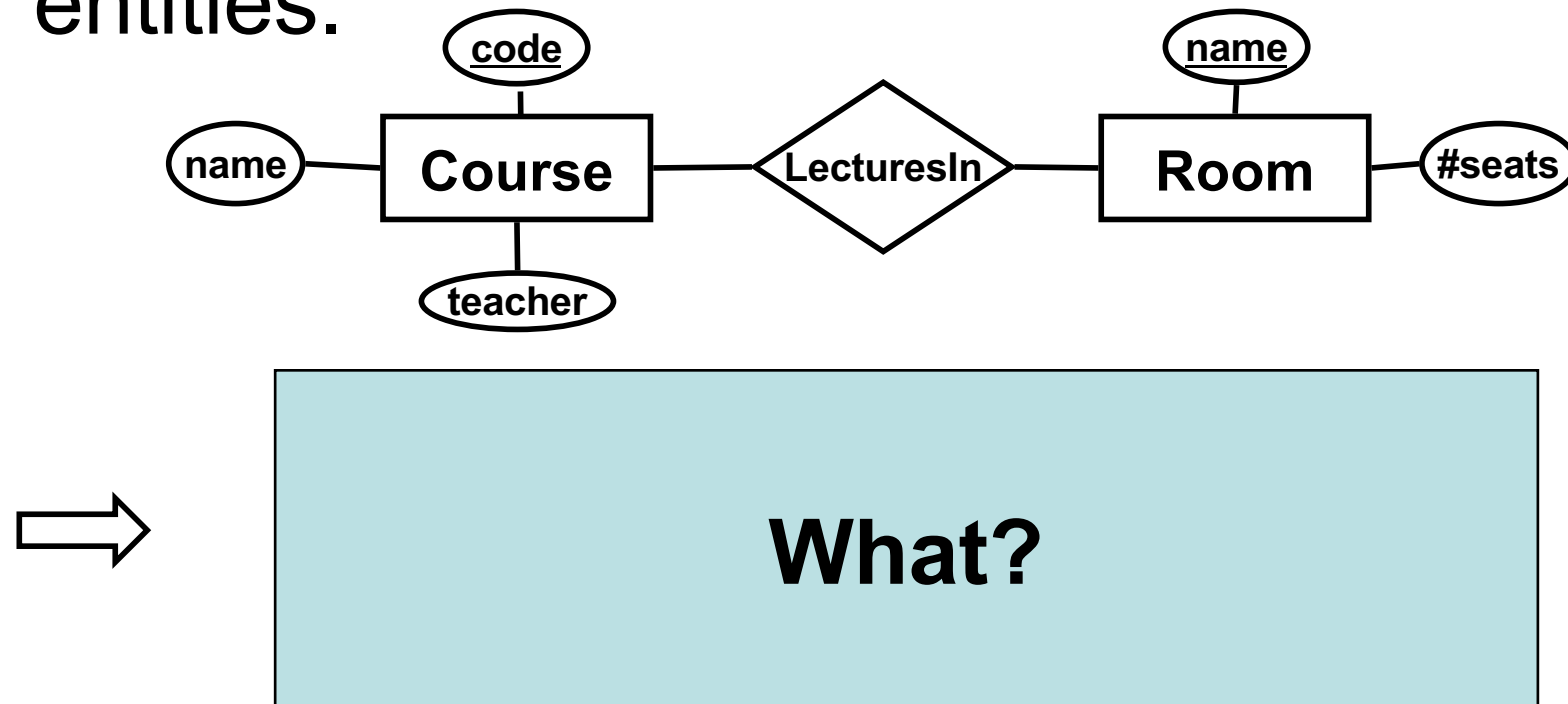 entities.
code
name
name
Course
LecturesIn
Room
#seats
teacher
What?